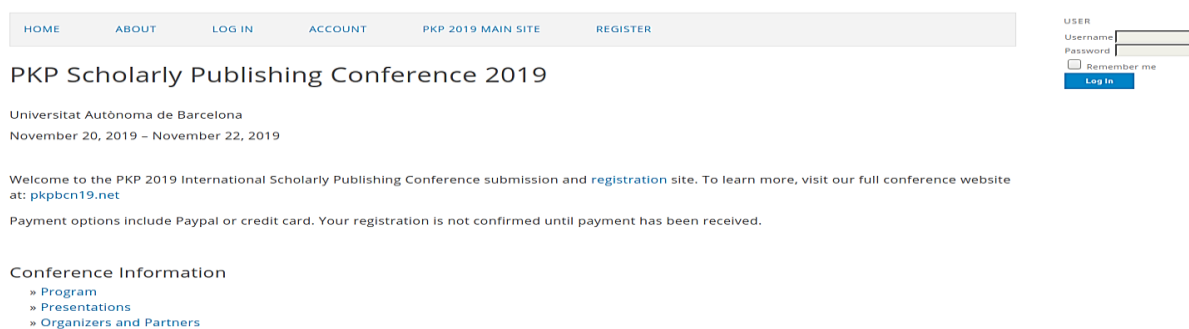 HOME ABOUT LOG IN ACCOUNT PKP 2019 MAIN SITE REGISTER
PKP Scholarly Publishing Conference 2019
Universitat Autònoma de Barcelona
November 20, 2019 – November 22, 2019
Welcome to the PKP 2019 International Scholarly Publishing Conference submission and registration site. To learn more, visit our full conference website
at: pkpbcn19.net
Payment options include Paypal or credit card. Your registration is not confirmed until payment has been received.
Conference Information
» Program
» Presentations
» Organizers and Partners
USER
Username
Password
Remember me
Log In